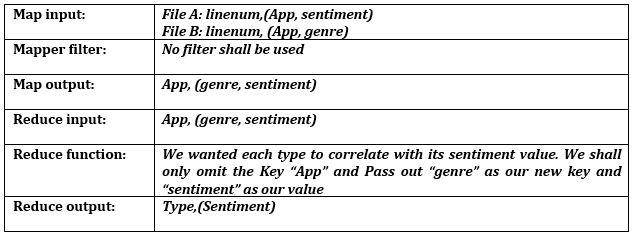 Map input: File A: linenum,(App, sentiment)
File B: linenum, (App, genre)
Mapper filter: No filter shall be used
Map output: App, (genre, sentiment)
Reduce input: App, (genre, sentiment)
Reduce function: We wanted each type to correlate with its sentiment value. We shall
only omit the Key “App” and Pass out “genre” as our new key and
“sentiment” as our value
Reduce output: Type,(Sentiment)